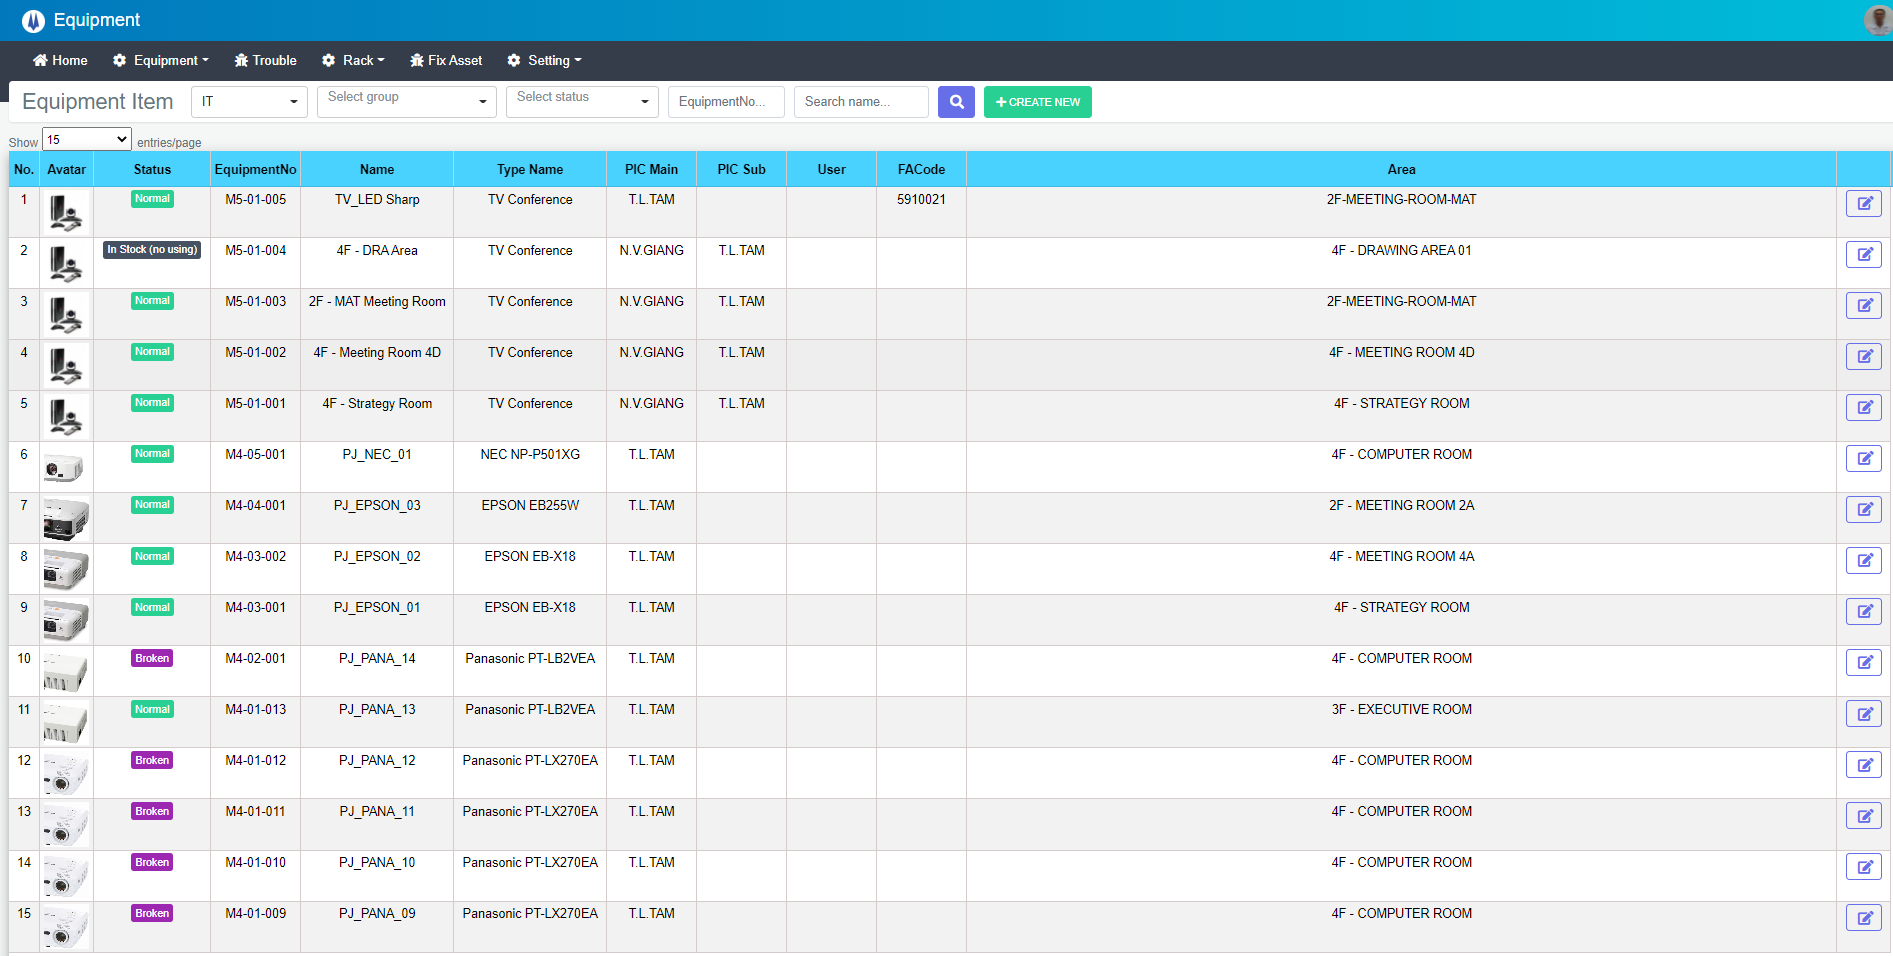 Equipment
Home Equipment Trouble Rack Fix Asset Setting
Equipment Item IT Select group Select status EquipmentNo... Search name... CREATE NEW
Show 15 entries/page
No. Avatar Status EquipmentNo Name Type Name PIC Main PIC Sub User FACode Area
1 Normal M5-01-005 TV_LED Sharp TV Conference T.L.TAM 5910021 2F-MEETING-ROOM-MAT
2 In Stock (no using) M5-01-004 4F - DRA Area TV Conference N.V.GIANG T.L.TAM 4F - DRAWING AREA 01
3 Normal M5-01-003 2F - MAT Meeting Room TV Conference N.V.GIANG T.L.TAM 2F-MEETING-ROOM-MAT
4 Normal M5-01-002 4F - Meeting Room 4D TV Conference N.V.GIANG T.L.TAM 4F - MEETING ROOM 4D
5 Normal M5-01-001 4F - Strategy Room TV Conference N.V.GIANG T.L.TAM 4F - STRATEGY ROOM
6 Normal M4-05-001 PJ_NEC_01 NEC NP-P501XG T.L.TAM 4F - COMPUTER ROOM
7 Normal M4-04-001 PJ_EPSON_03 EPSON EB255W T.L.TAM 2F - MEETING ROOM 2A
8 Normal M4-03-002 PJ_EPSON_02 EPSON EB-X18 T.L.TAM 4F - MEETING ROOM 4A
9 Normal M4-03-001 PJ_EPSON_01 EPSON EB-X18 T.L.TAM 4F - STRATEGY ROOM
10 Broken M4-02-001 PJ_PANA_14 Panasonic PT-LB2VEA T.L.TAM 4F - COMPUTER ROOM
11 Normal M4-01-013 PJ_PANA_13 Panasonic PT-LB2VEA T.L.TAM 3F - EXECUTIVE ROOM
12 Broken M4-01-012 PJ_PANA_12 Panasonic PT-LX270EA T.L.TAM 4F - COMPUTER ROOM
13 Broken M4-01-011 PJ_PANA_11 Panasonic PT-LX270EA T.L.TAM 4F - COMPUTER ROOM
14 Broken M4-01-010 PJ_PANA_10 Panasonic PT-LX270EA T.L.TAM 4F - COMPUTER ROOM
15 Broken M4-01-009 PJ_PANA_09 Panasonic PT-LX270EA T.L.TAM 4F - COMPUTER ROOM